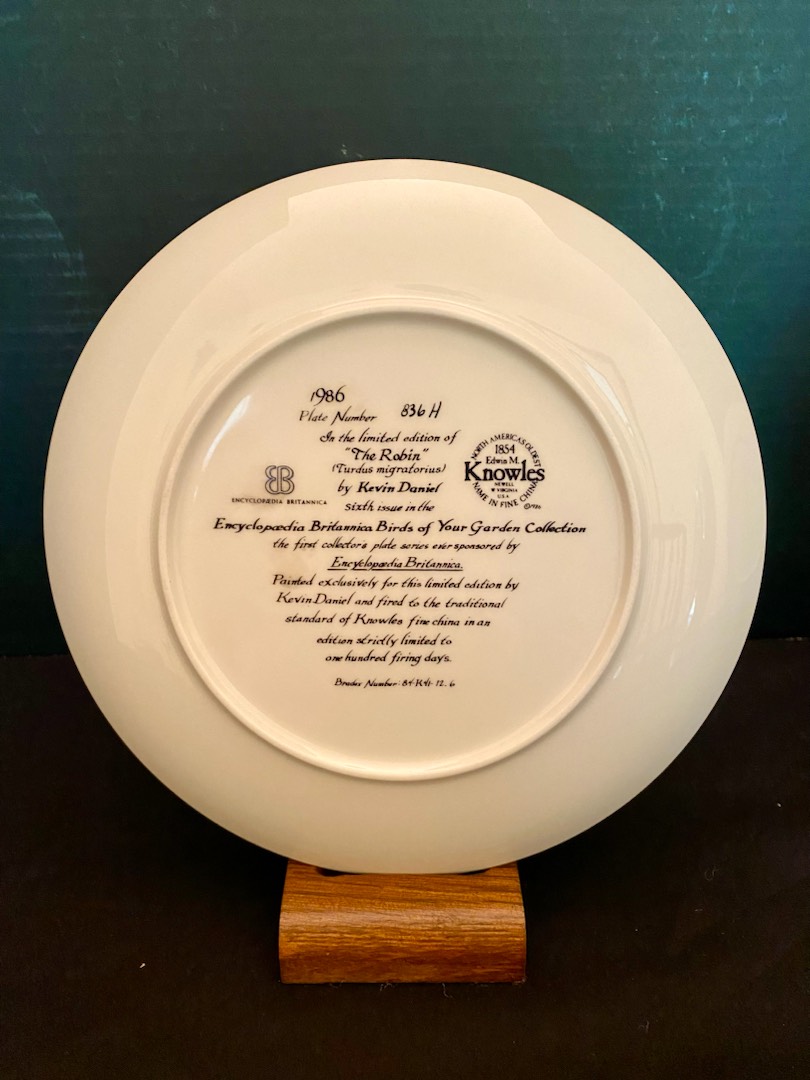 1986
Plate Number 836 H
In the limited edition of
"The Robin"
(Turdus migratorius)
by Kevin Daniel
sixth issue in the
Encyclopædia Britannica Birds of Your Garden Collection
the first collector's plate series ever sponsored by
Encyclopædia Britannica.
Painted exclusively for this limited edition by
Kevin Daniel and fired to the traditional
standard of Knowles fine china in an
edition strictly limited to
one hundred firing days.
Bradex Number: 84-K41-12.6
ENCYCLOPÆDIA BRITANNICA
NORTH AMERICA'S OLDEST
1854
Edwin M.
Knowles
NEWELL
W VIRGINIA
U.S.A
NAME IN FINE CHINA
©1986